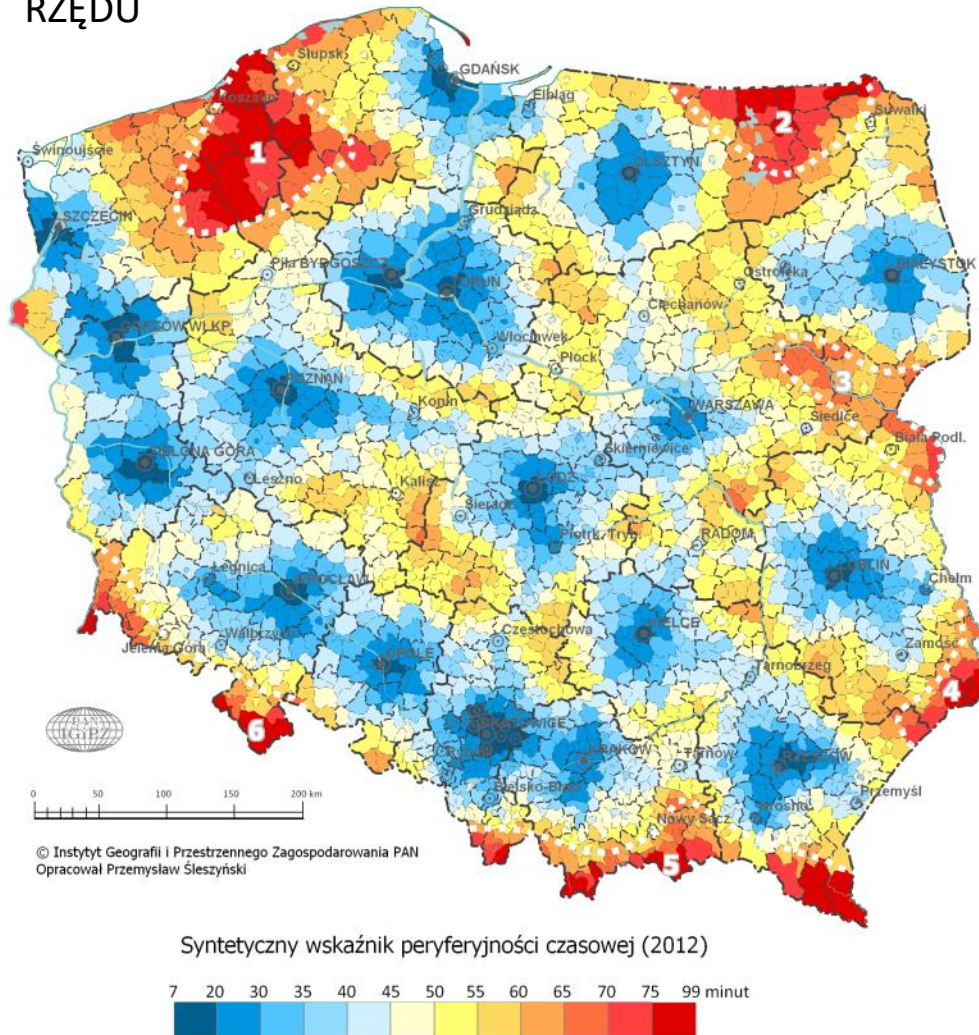 RZĘDU
Słupsk
GDAŃSK
Koszalin
Elbląg
Suwałki
1
2
Świnoujście
OLSZTYN
SZCZECIN
Grudziądz
Piła BYDGOSZCZ
TORUŃ
Ostrołęka
BIAŁYSTOK
Ciechanów
GORZÓW WLKP.
Włocławek
Płock
POZNAŃ
3
Konin
WARSZAWA
Siedlce
Biała Podl.
Skierniewice
ZIELONA GÓRA
Leszno
Kalisz
ŁÓDŹ
Sieradz
Piotrk. Tryb.
RADOM
Legnica
WROCŁAW
LUBLIN
Chełm
Wałbrzych
Jelenia Góra
Częstochowa
KIELCE
Zamość
OPOLE
Tarnobrzeg
4
6
PAN
IGiPZ
KATOWICE
Rybnik
KRAKÓW
Tarnów
RZESZÓW
Bielsko-Biała
Krosno
Przemyśl
Nowy Sącz
5
0 50 100 150 200 km
© Instytut Geografii i Przestrzennego Zagospodarowania PAN
Opracował Przemysław Śleszyński
Syntetyczny wskaźnik peryferyjności czasowej (2012)
7 20 30 35 40 45 50 55 60 65 70 75 99 minut